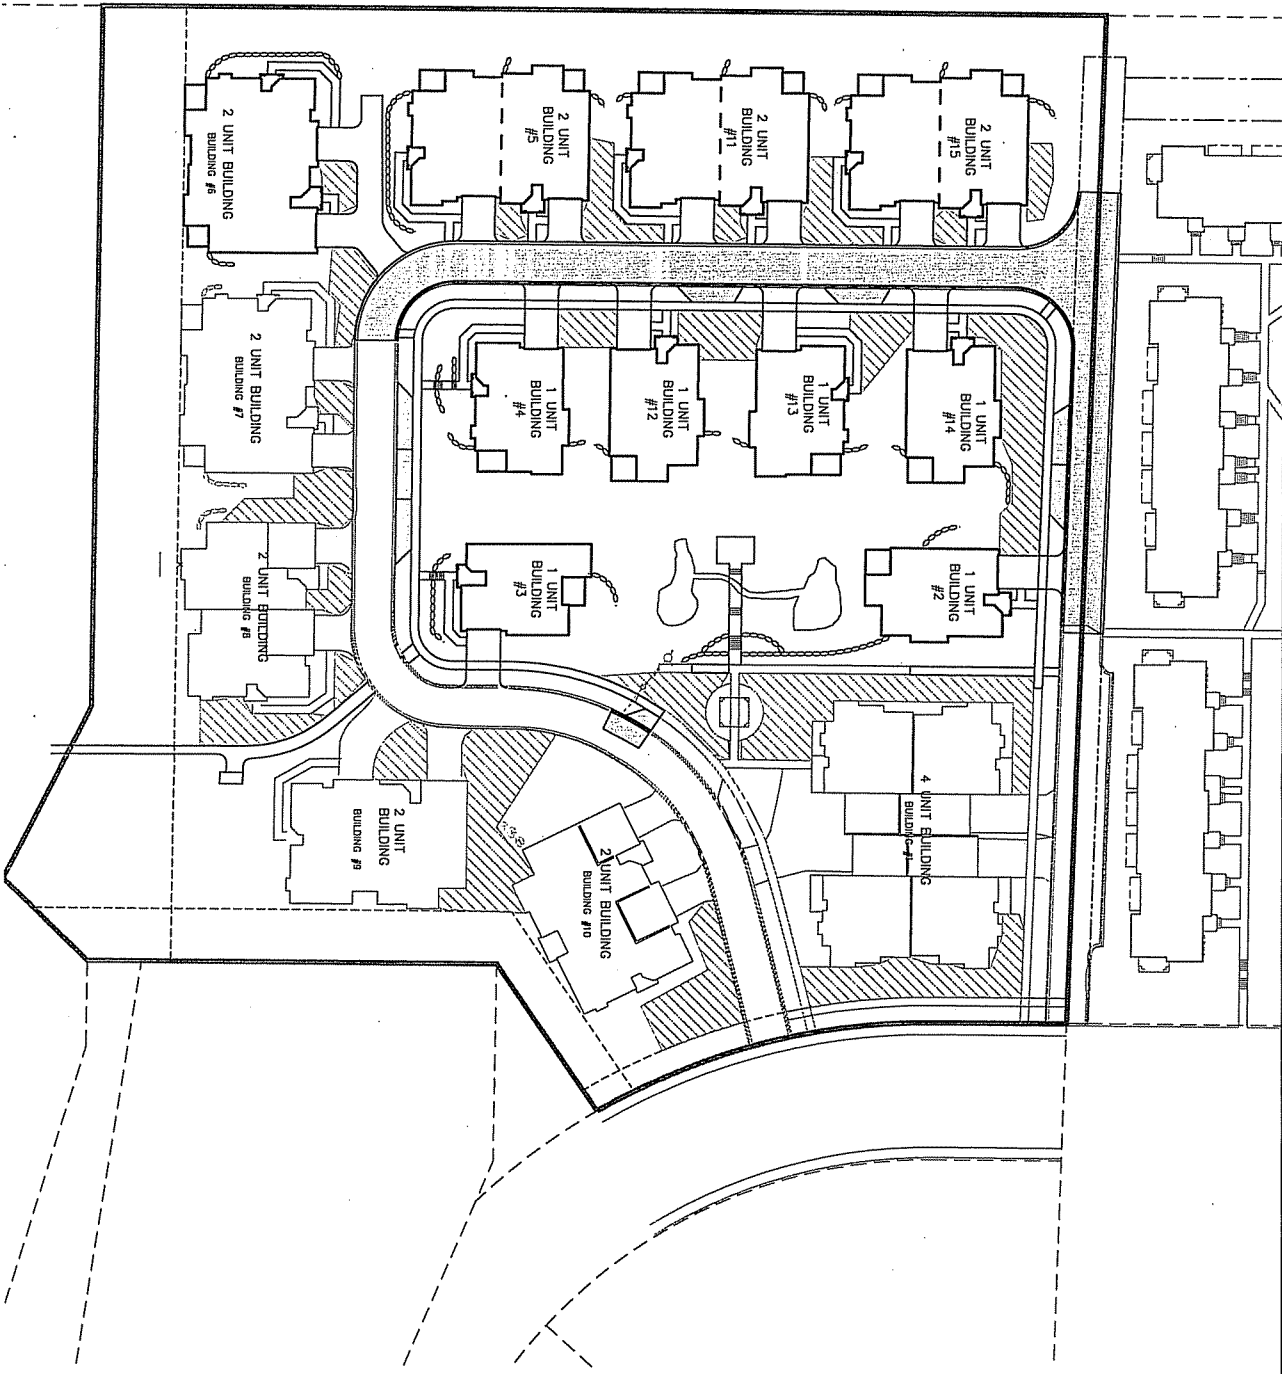 2 UNIT BUILDING
BUILDING #6
2 UNIT
BUILDING
#5
2 UNIT
BUILDING
#11
2 UNIT
BUILDING
#15
2 UNIT BUILDING
BUILDING #7
1 UNIT
BUILDING
#4
1 UNIT
BUILDING
#12
1 UNIT
BUILDING
#13
1 UNIT
BUILDING
#14
2 UNIT BUILDING
BUILDING #8
1 UNIT
BUILDING
#3
1 UNIT
BUILDING
#2
2 UNIT
BUILDING
BUILDING #9
2 UNIT BUILDING
BUILDING #10
4 UNIT BUILDING
BUILDING #1